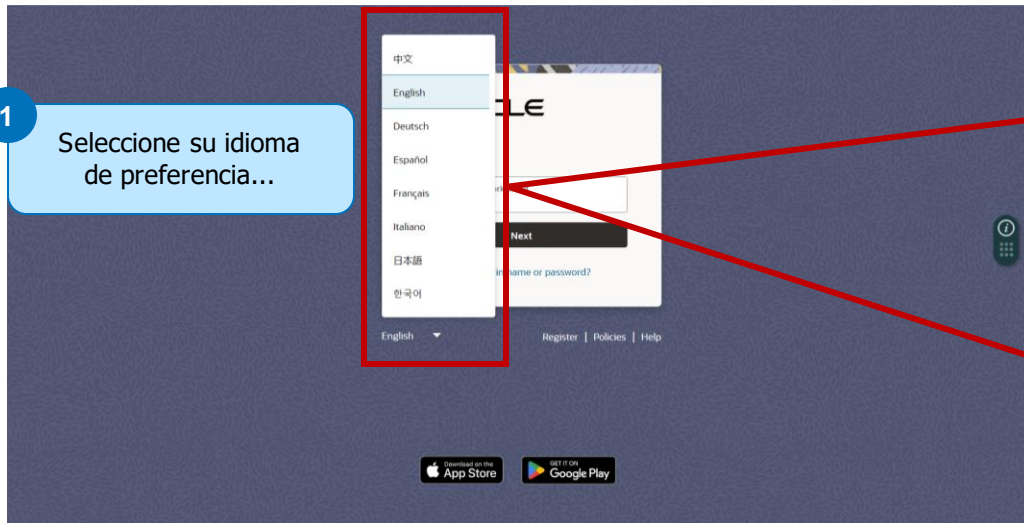 1
Seleccione su idioma
de preferencia...
中文
English
Deutsch
Español
Français
Italiano
日本語
한국어
Next
name or password?
English
Register | Policies | Help
Download on the
App Store
GET IT ON
Google Play